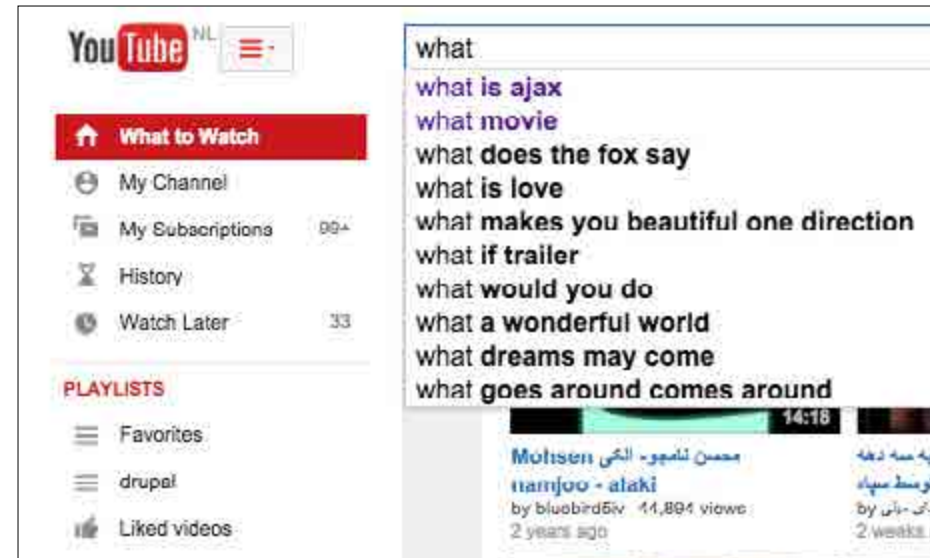 YouTube NL
what
what is ajax
what movie
what does the fox say
what is love
what makes you beautiful one direction
what if trailer
what would you do
what a wonderful world
what dreams may come
what goes around comes around
What to Watch
My Channel
My Subscriptions 99+
History
Watch Later 33
PLAYLISTS
Favorites
drupal
Liked videos
14:18
محسن نامجو - الکی Mohsen
namjoo - alaki
by bluebird5iv 44,894 views
2 years ago
یه سه دهه
by
2 weeks